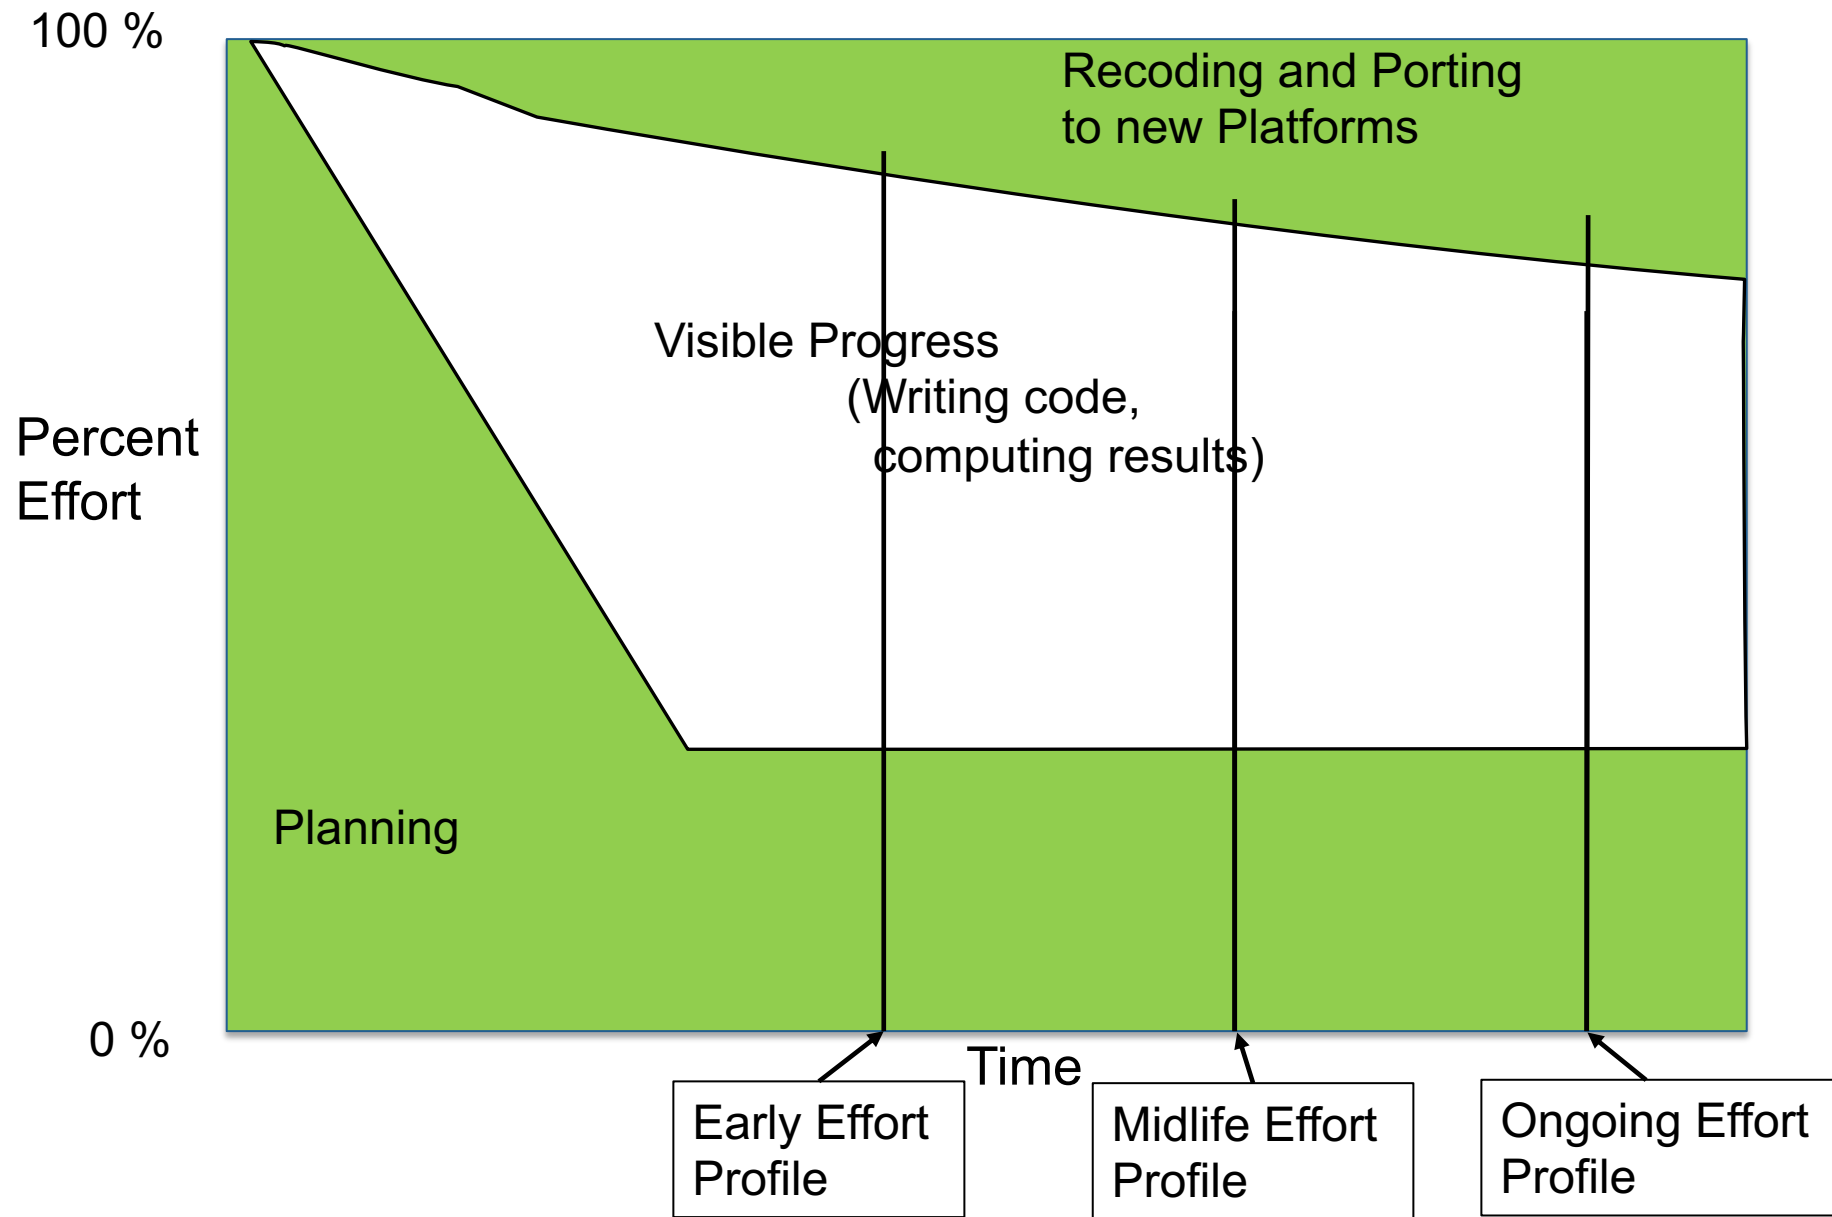 100 %
Recoding and Porting
to new Platforms
Visible Progress
(Writing code,
computing results)
Percent
Effort
Planning
0 %
Time
Early Effort
Profile
Midlife Effort
Profile
Ongoing Effort
Profile